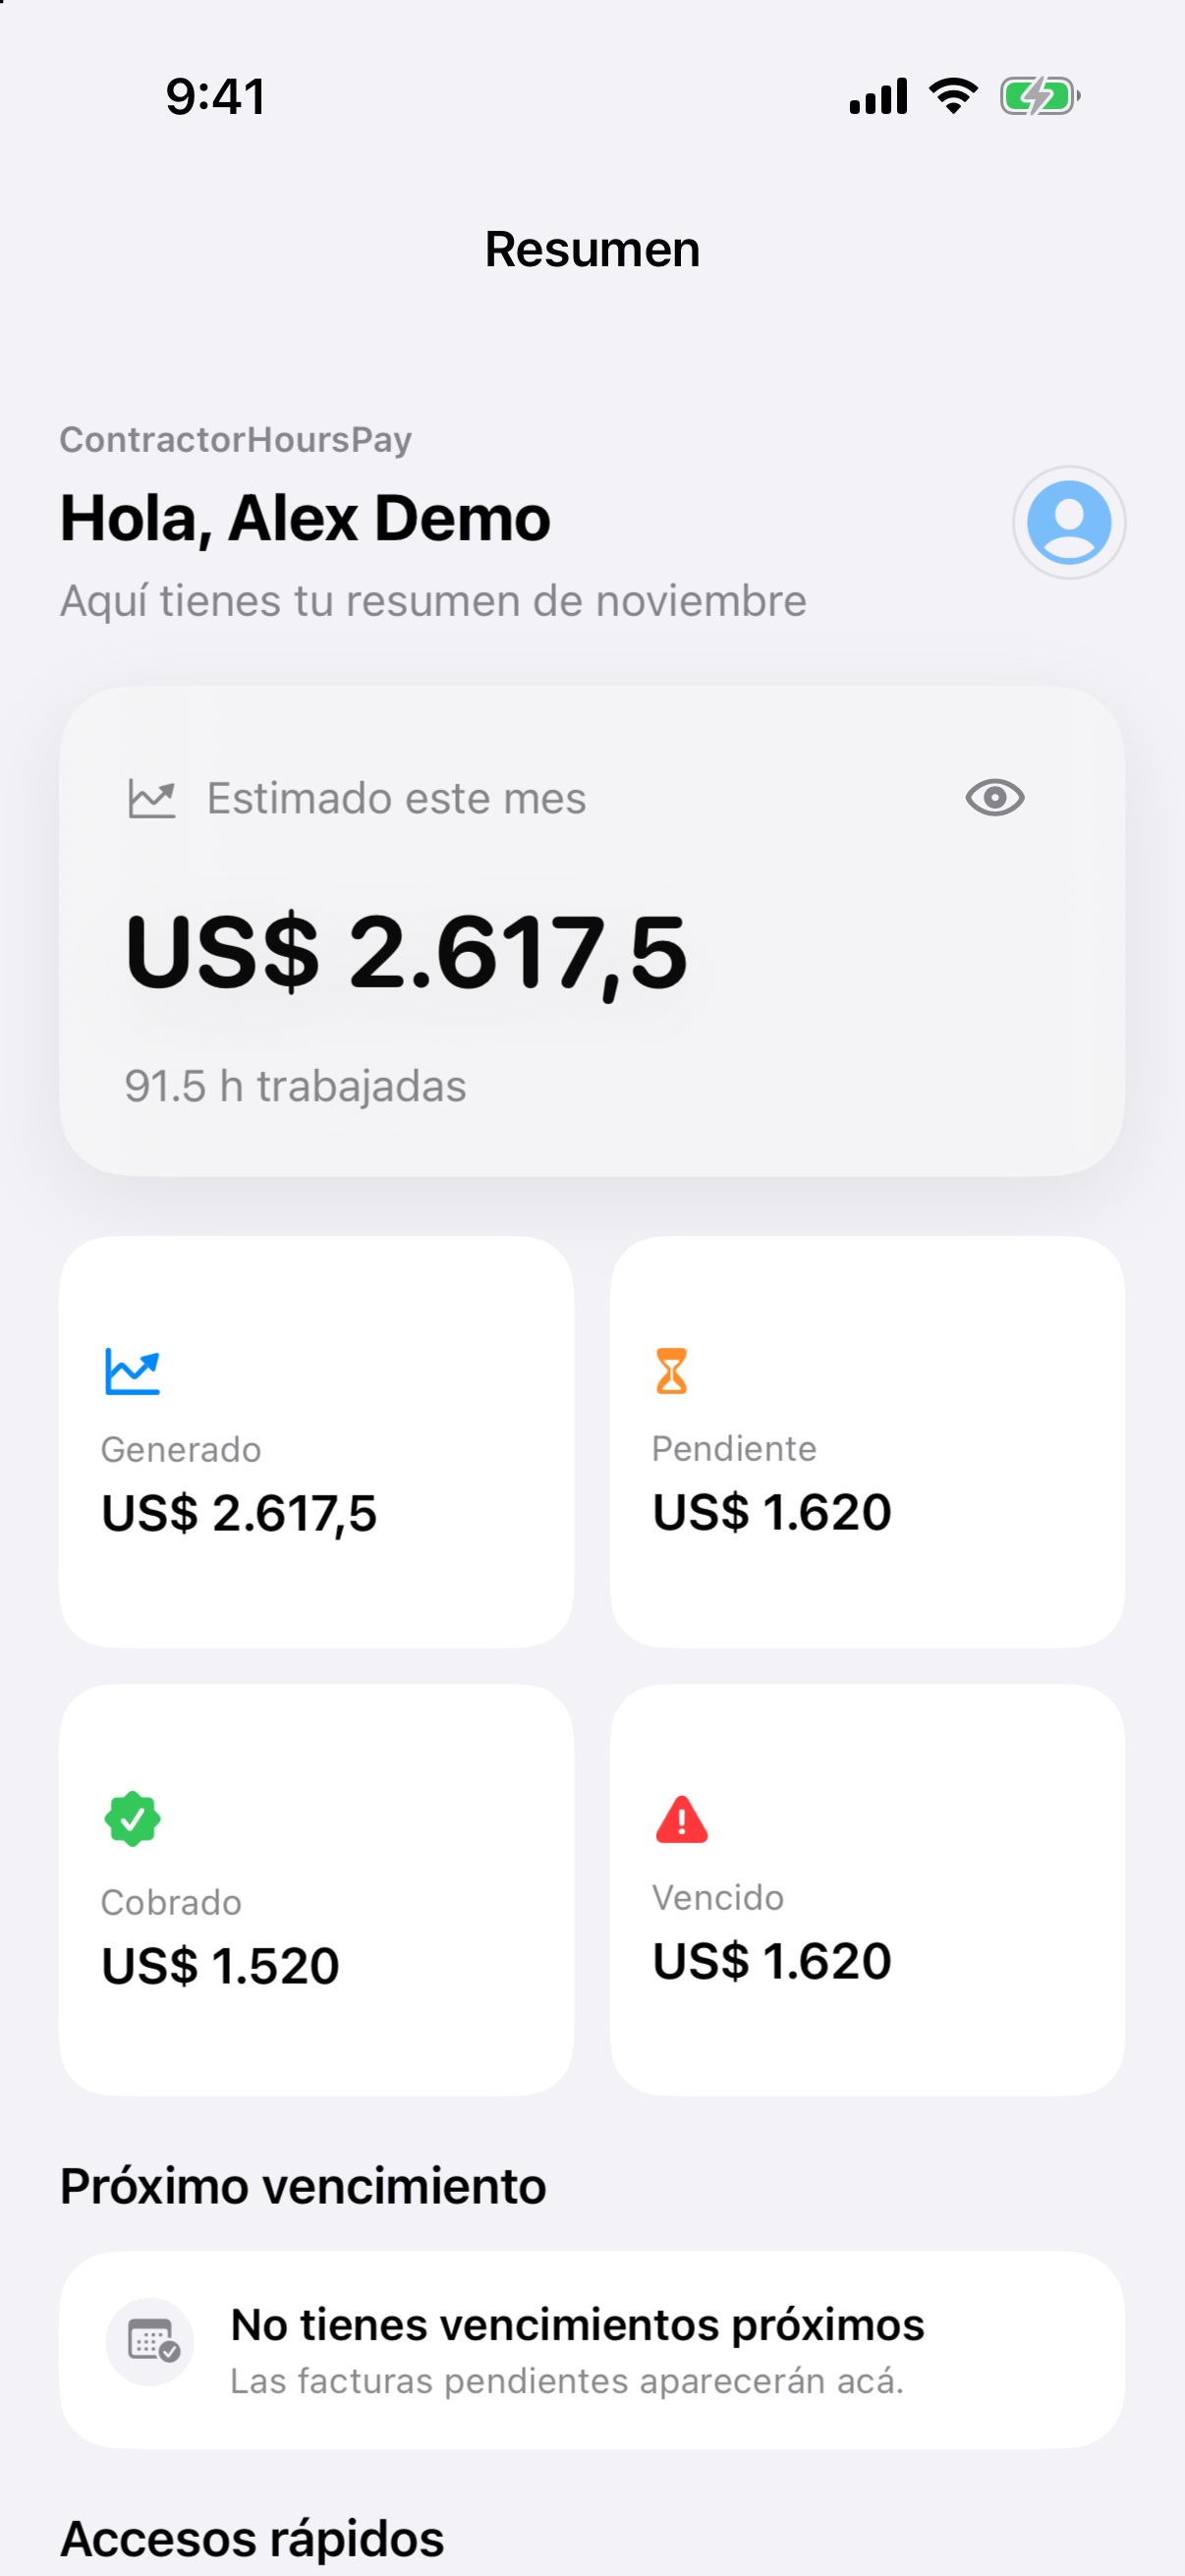 9:41
Resumen
ContractorHoursPay
Hola, Alex Demo
Aquí tienes tu resumen de noviembre
Estimado este mes
US$ 2.617,5
91.5 h trabajadas
Generado
US$ 2.617,5
Pendiente
US$ 1.620
Cobrado
US$ 1.520
Vencido
US$ 1.620
Próximo vencimiento
No tienes vencimientos próximos
Las facturas pendientes aparecerán acá.
Accesos rápidos